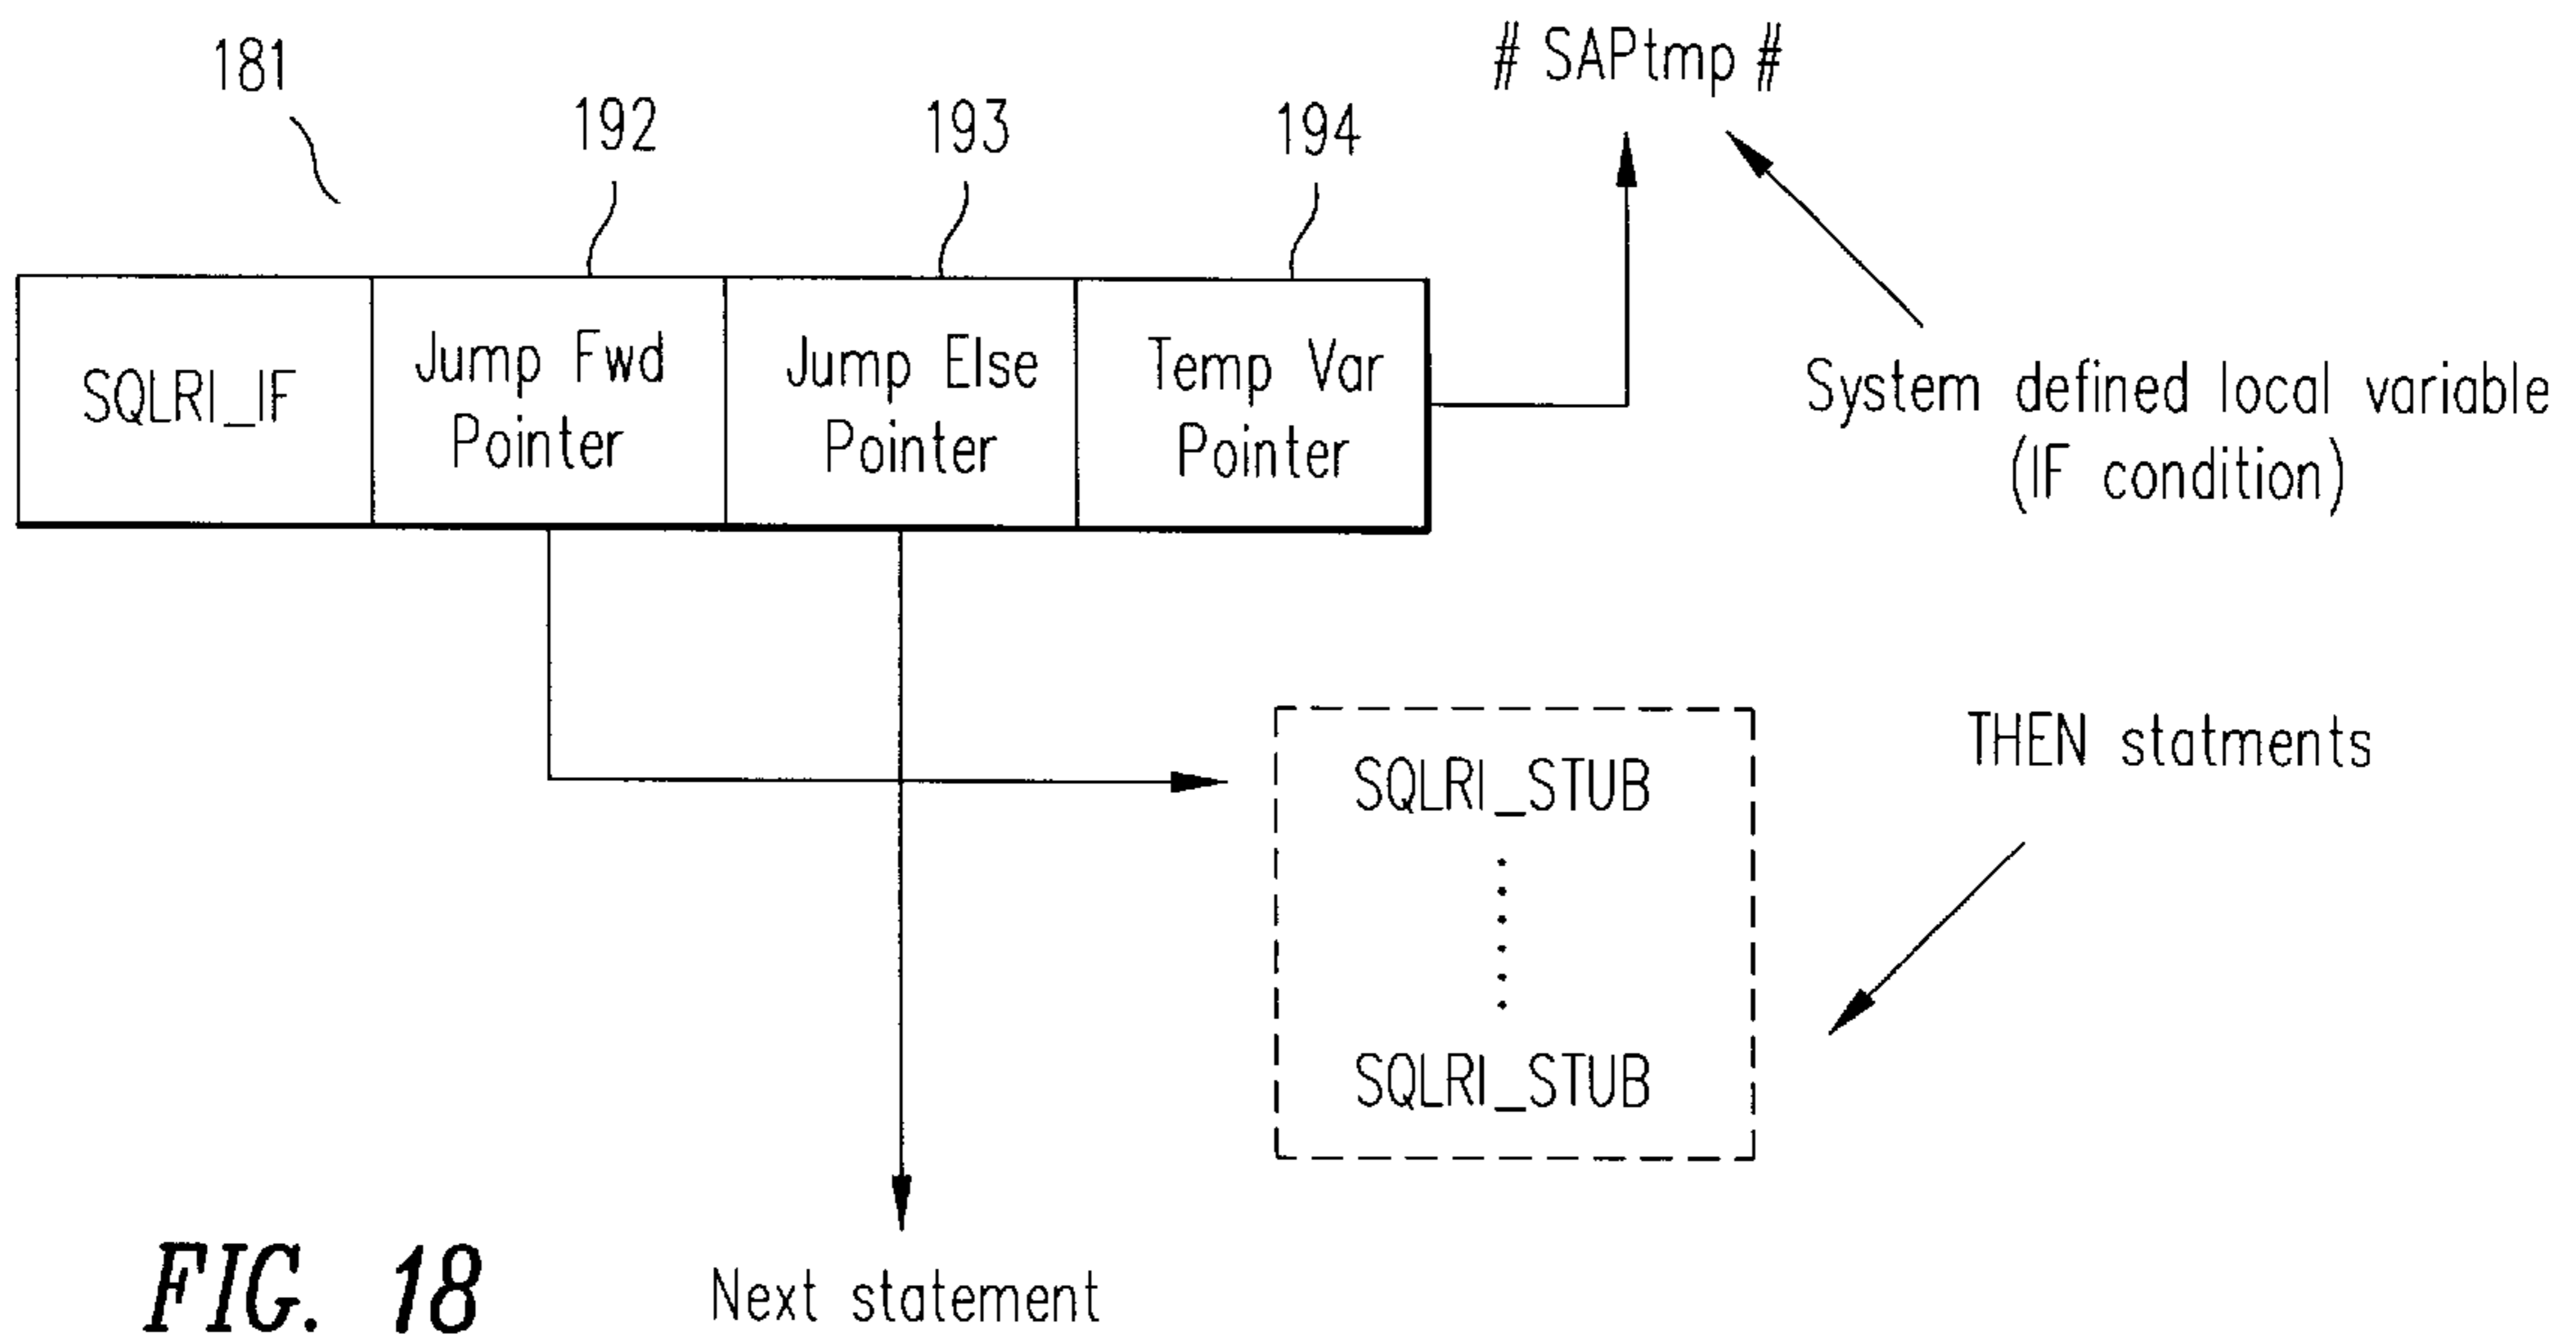 # SAPtmp #
181
192
193
194
SQLRI_IF
Jump Fwd
Pointer
Jump Else
Pointer
Temp Var
Pointer
System defined local variable
(IF condition)
THEN statments
SQLRI_STUB
SQLRI_STUB
Next statement
FIG. 18